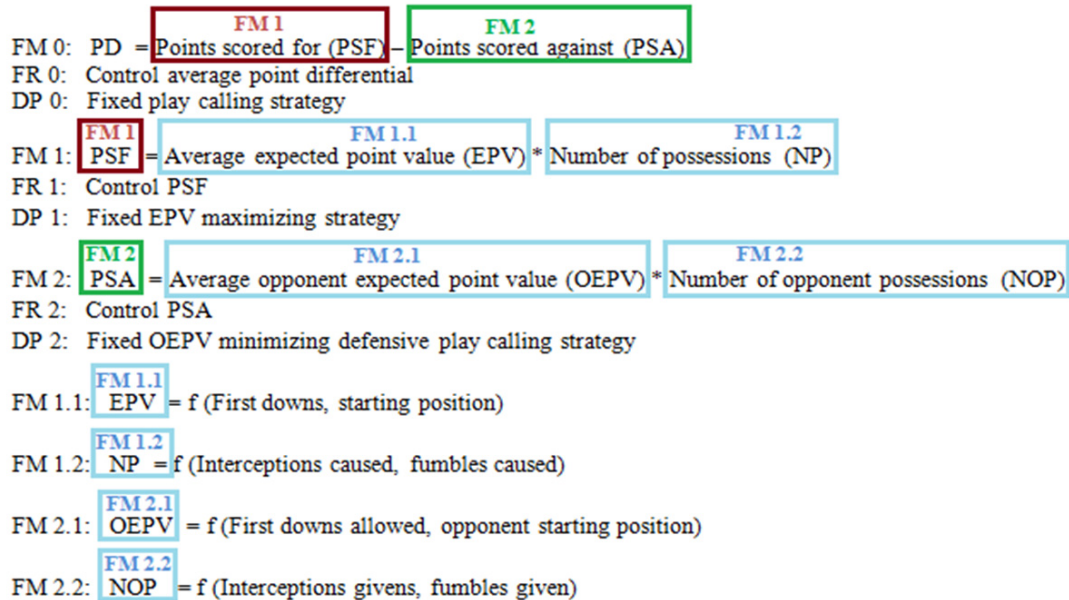 FM 1 FM 2
FM 0: PD = Points scored for (PSF) – Points scored against (PSA)
FR 0: Control average point differential
DP 0: Fixed play calling strategy
FM 1 FM 1.1 FM 1.2
FM 1: PSF = Average expected point value (EPV) * Number of possessions (NP)
FR 1: Control PSF
DP 1: Fixed EPV maximizing strategy
FM 2 FM 2.1 FM 2.2
FM 2: PSA = Average opponent expected point value (OEPV) * Number of opponent possessions (NOP)
FR 2: Control PSA
DP 2: Fixed OEPV minimizing defensive play calling strategy
FM 1.1
FM 1.1: EPV = f (First downs, starting position)
FM 1.2
FM 1.2: NP = f (Interceptions caused, fumbles caused)
FM 2.1
FM 2.1: OEPV = f (First downs allowed, opponent starting position)
FM 2.2
FM 2.2: NOP = f (Interceptions givens, fumbles given)